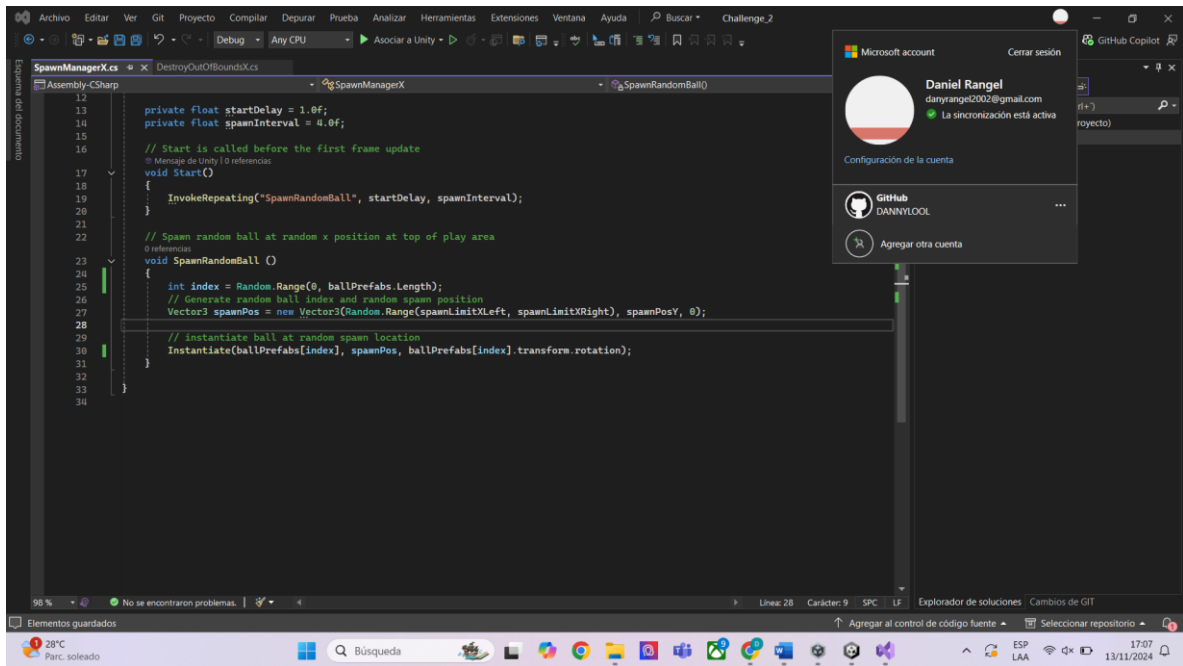 Archivo Editar Ver Git Proyecto Compilar Depurar Prueba Analizar Herramientas Extensiones Ventana Ayuda Buscar Challenge_2
Debug Any CPU Asociar a Unity GitHub Copilot
SpawnManagerX.cs DestroyOutOfBoundsX.cs
Assembly-CSharp SpawnManagerX SpawnRandomBall()
Esquema del documento
12
13 private float startDelay = 1.0f;
14 private float spawnInterval = 4.0f;
15
16 // Start is called before the first frame update
Mensaje de Unity | 0 referencias
17 void Start()
18 {
19 InvokeRepeating("SpawnRandomBall", startDelay, spawnInterval);
20 }
21
22 // Spawn random ball at random x position at top of play area
0 referencias
23 void SpawnRandomBall ()
24 {
25 int index = Random.Range(0, ballPrefabs.Length);
26 // Generate random ball index and random spawn position
27 Vector3 spawnPos = new Vector3(Random.Range(spawnLimitXLeft, spawnLimitXRight), spawnPosY, 0);
28
29 // instantiate ball at random spawn location
30 Instantiate(ballPrefabs[index], spawnPos, ballPrefabs[index].transform.rotation);
31 }
32
33 }
34
Microsoft account Cerrar sesión
Daniel Rangel
danyrangel2002@gmail.com
La sincronización está activa
Configuración de la cuenta
GitHub
DANNYLOOL
Agregar otra cuenta
rl+´)
royecto)
98 % No se encontraron problemas. Línea: 28 Carácter: 9 SPC LF
Explorador de soluciones Cambios de GIT
Elementos guardados Agregar al control de código fuente Seleccionar repositorio
28°C
Parc. soleado
Búsqueda
ESP
LAA
17:07
13/11/2024